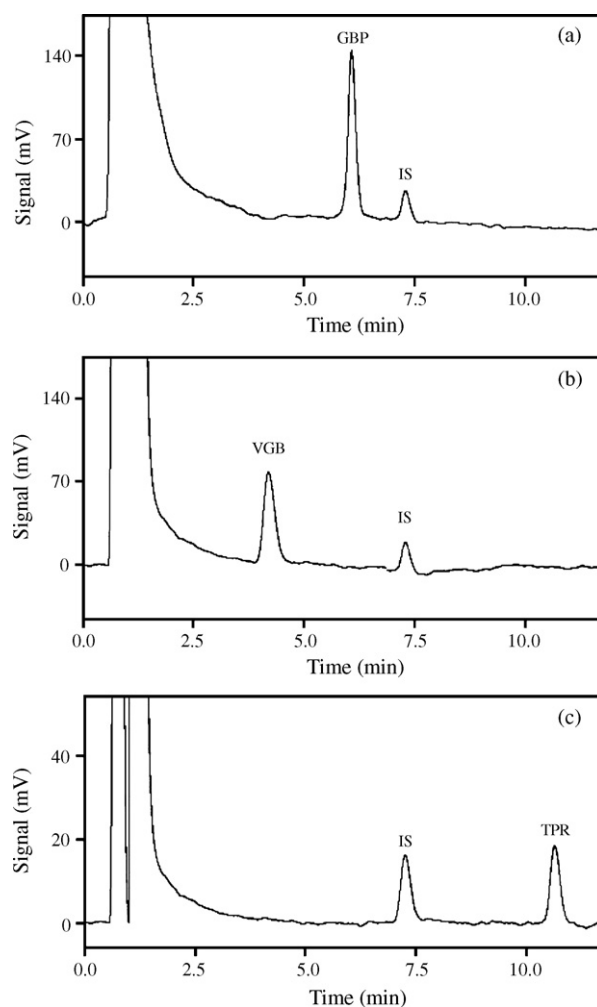 (a)
GBP
140
70
0
IS
Signal (mV)
0.0 2.5 5.0 7.5 10.0
Time (min)
(b)
140
VGB
70
0
IS
Signal (mV)
0.0 2.5 5.0 7.5 10.0
Time (min)
(c)
40
20
0
IS
TPR
Signal (mV)
0.0 2.5 5.0 7.5 10.0
Time (min)